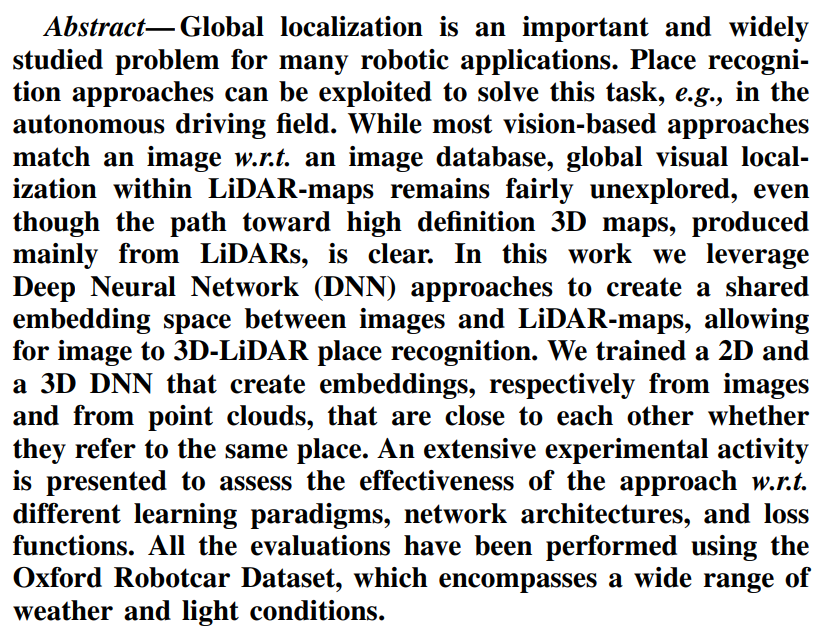 Abstract—Global localization is an important and widely
studied problem for many robotic applications. Place recogni-
tion approaches can be exploited to solve this task, e.g., in the
autonomous driving field. While most vision-based approaches
match an image w.r.t. an image database, global visual local-
ization within LiDAR-maps remains fairly unexplored, even
though the path toward high definition 3D maps, produced
mainly from LiDARs, is clear. In this work we leverage
Deep Neural Network (DNN) approaches to create a shared
embedding space between images and LiDAR-maps, allowing
for image to 3D-LiDAR place recognition. We trained a 2D and
a 3D DNN that create embeddings, respectively from images
and from point clouds, that are close to each other whether
they refer to the same place. An extensive experimental activity
is presented to assess the effectiveness of the approach w.r.t.
different learning paradigms, network architectures, and loss
functions. All the evaluations have been performed using the
Oxford Robotcar Dataset, which encompasses a wide range of
weather and light conditions.